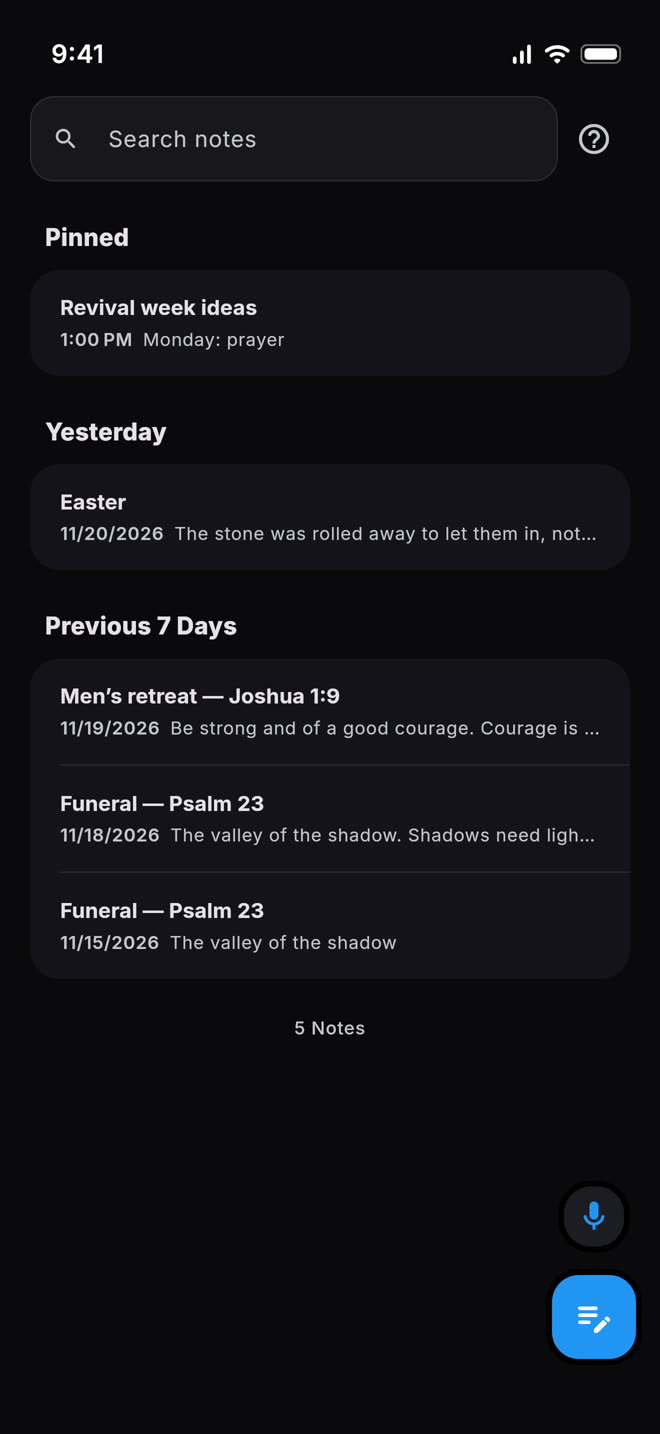 9:41
Search notes
Pinned
Revival week ideas
1:00 PM Monday: prayer
Yesterday
Easter
11/20/2026 The stone was rolled away to let them in, not...
Previous 7 Days
Men’s retreat — Joshua 1:9
11/19/2026 Be strong and of a good courage. Courage is ...
Funeral — Psalm 23
11/18/2026 The valley of the shadow. Shadows need ligh...
Funeral — Psalm 23
11/15/2026 The valley of the shadow
5 Notes